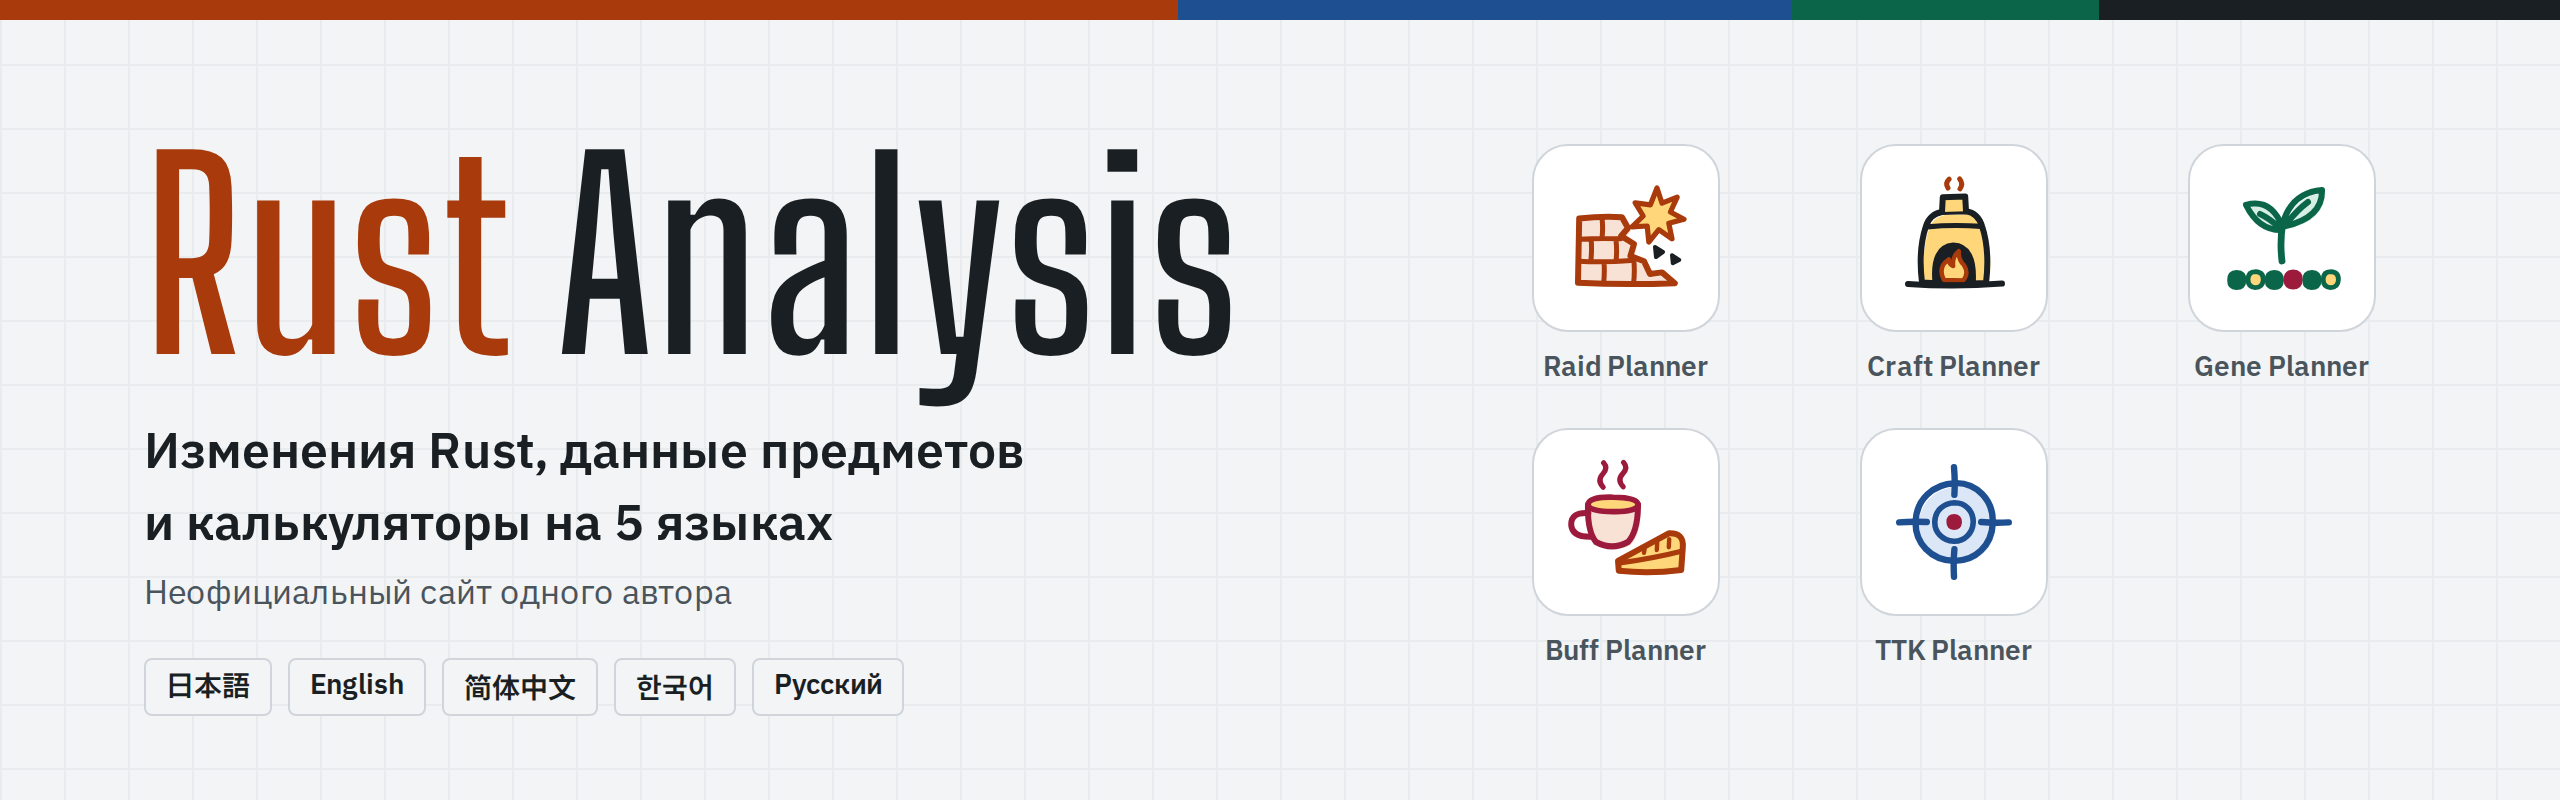 Rust Analysis
Изменения Rust, данные предметов
и калькуляторы на 5 языках
Неофициальный сайт одного автора
日本語 English 简体中文 한국어 Русский
Raid Planner Craft Planner Gene Planner
Buff Planner TTK Planner